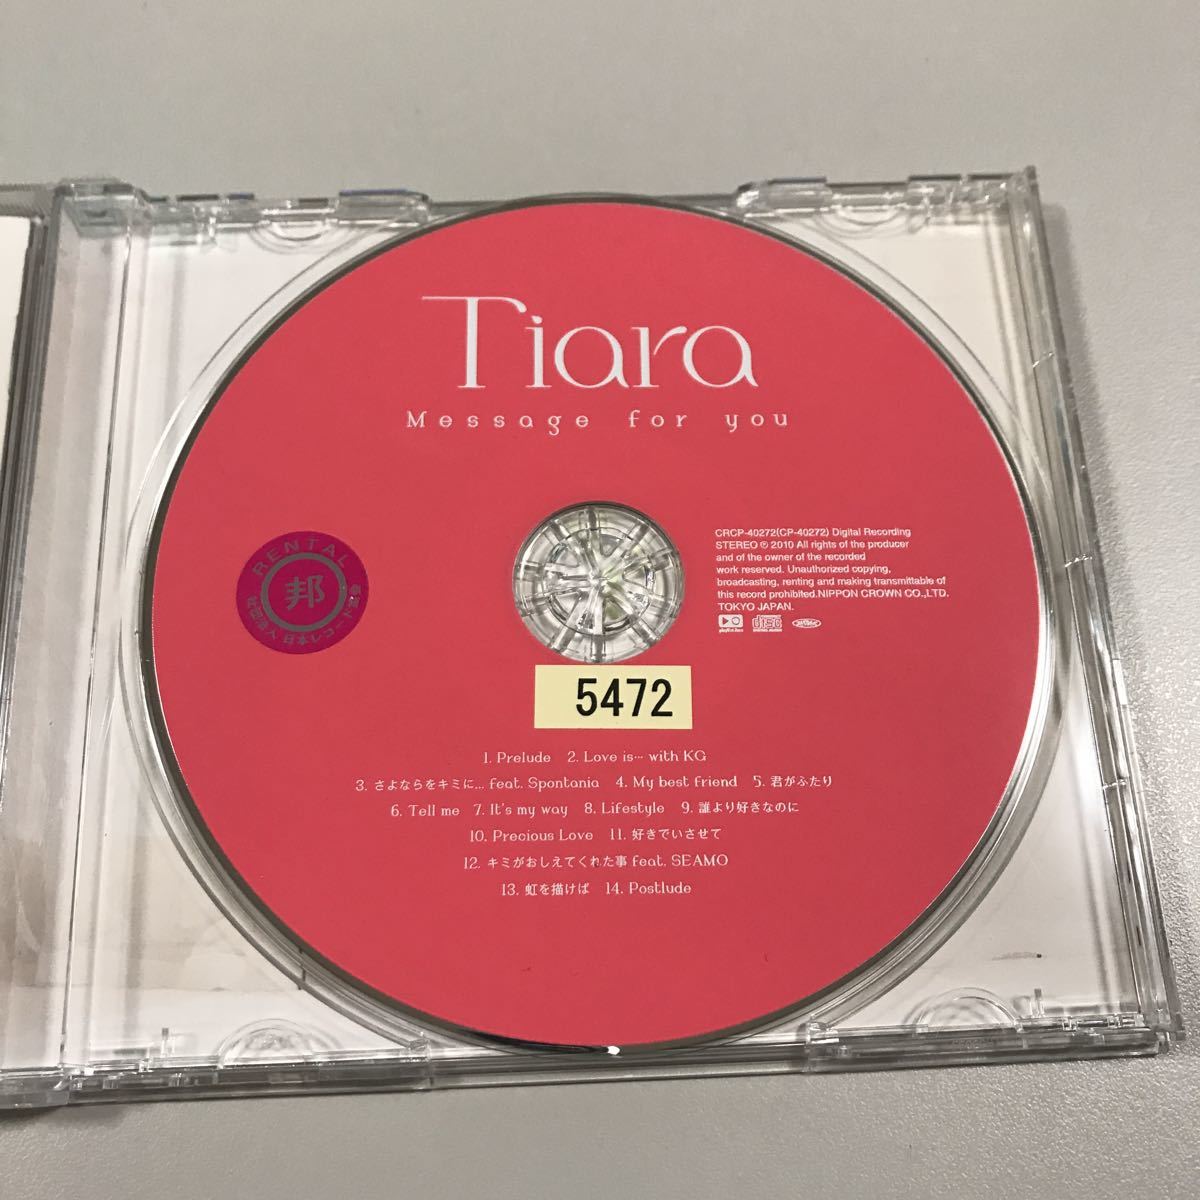 Tiara
Message for you
RENTAL
邦
CRCP-40272(CP-40272) Digital Recording
STEREO ℗ 2010 All rights of the producer
and of the owner of the recorded
work reserved. Unauthorized copying,
broadcasting, renting and making transmittable of
this record prohibited.NIPPON CROWN CO.,LTD.
TOKYO JAPAN.
5472
1. Prelude 2. Love is… with KG
3. さよならをキミに... feat. Spontania 4. My best friend 5. 君がふたり
6. Tell me 7. It's my way 8. Lifestyle 9. 誰より好きなのに
10. Precious Love 11. 好きでいさせて
12. キミがおしえてくれた事 feat. SEAMO
13. 虹を描けば 14. Postlude